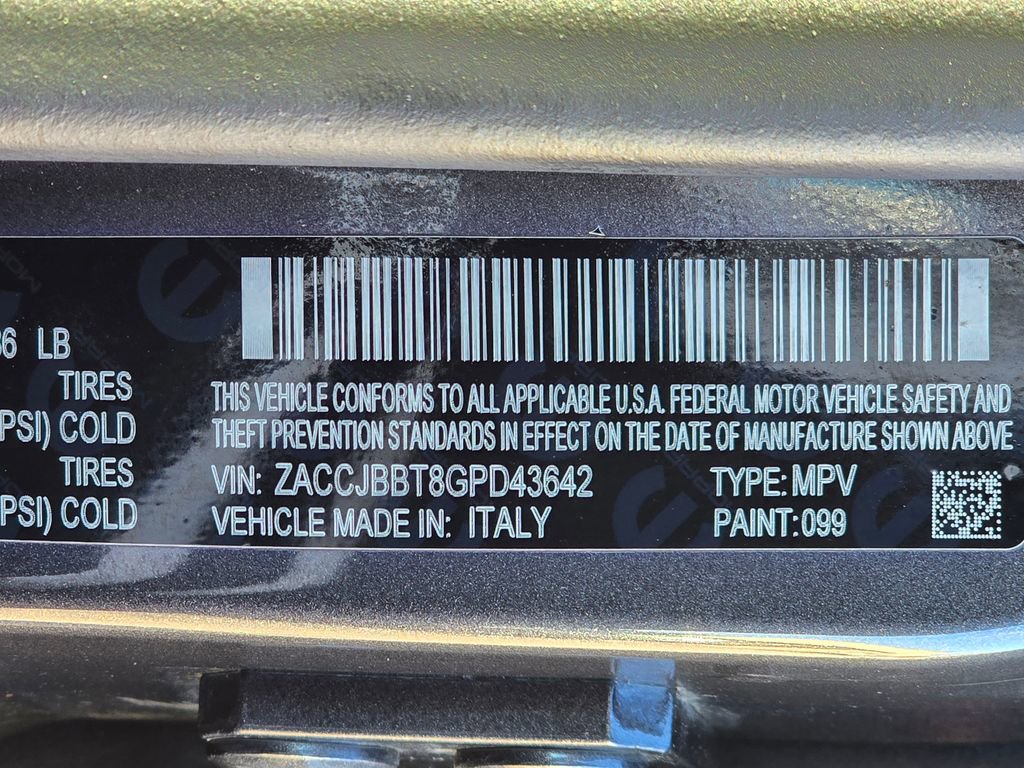 36 LB
TIRES
PSI) COLD
TIRES
PSI) COLD
THIS VEHICLE CONFORMS TO ALL APPLICABLE U.S.A. FEDERAL MOTOR VEHICLE SAFETY AND
THEFT PREVENTION STANDARDS IN EFFECT ON THE DATE OF MANUFACTURE SHOWN ABOVE
VIN: ZACCJBBT8GPD43642 TYPE: MPV
VEHICLE MADE IN: ITALY PAINT: 099